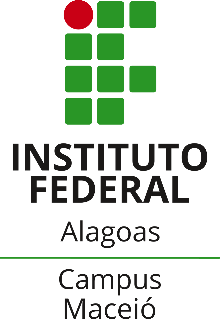 INSTITUTO
FEDERAL
Alagoas
Campus
Maceió